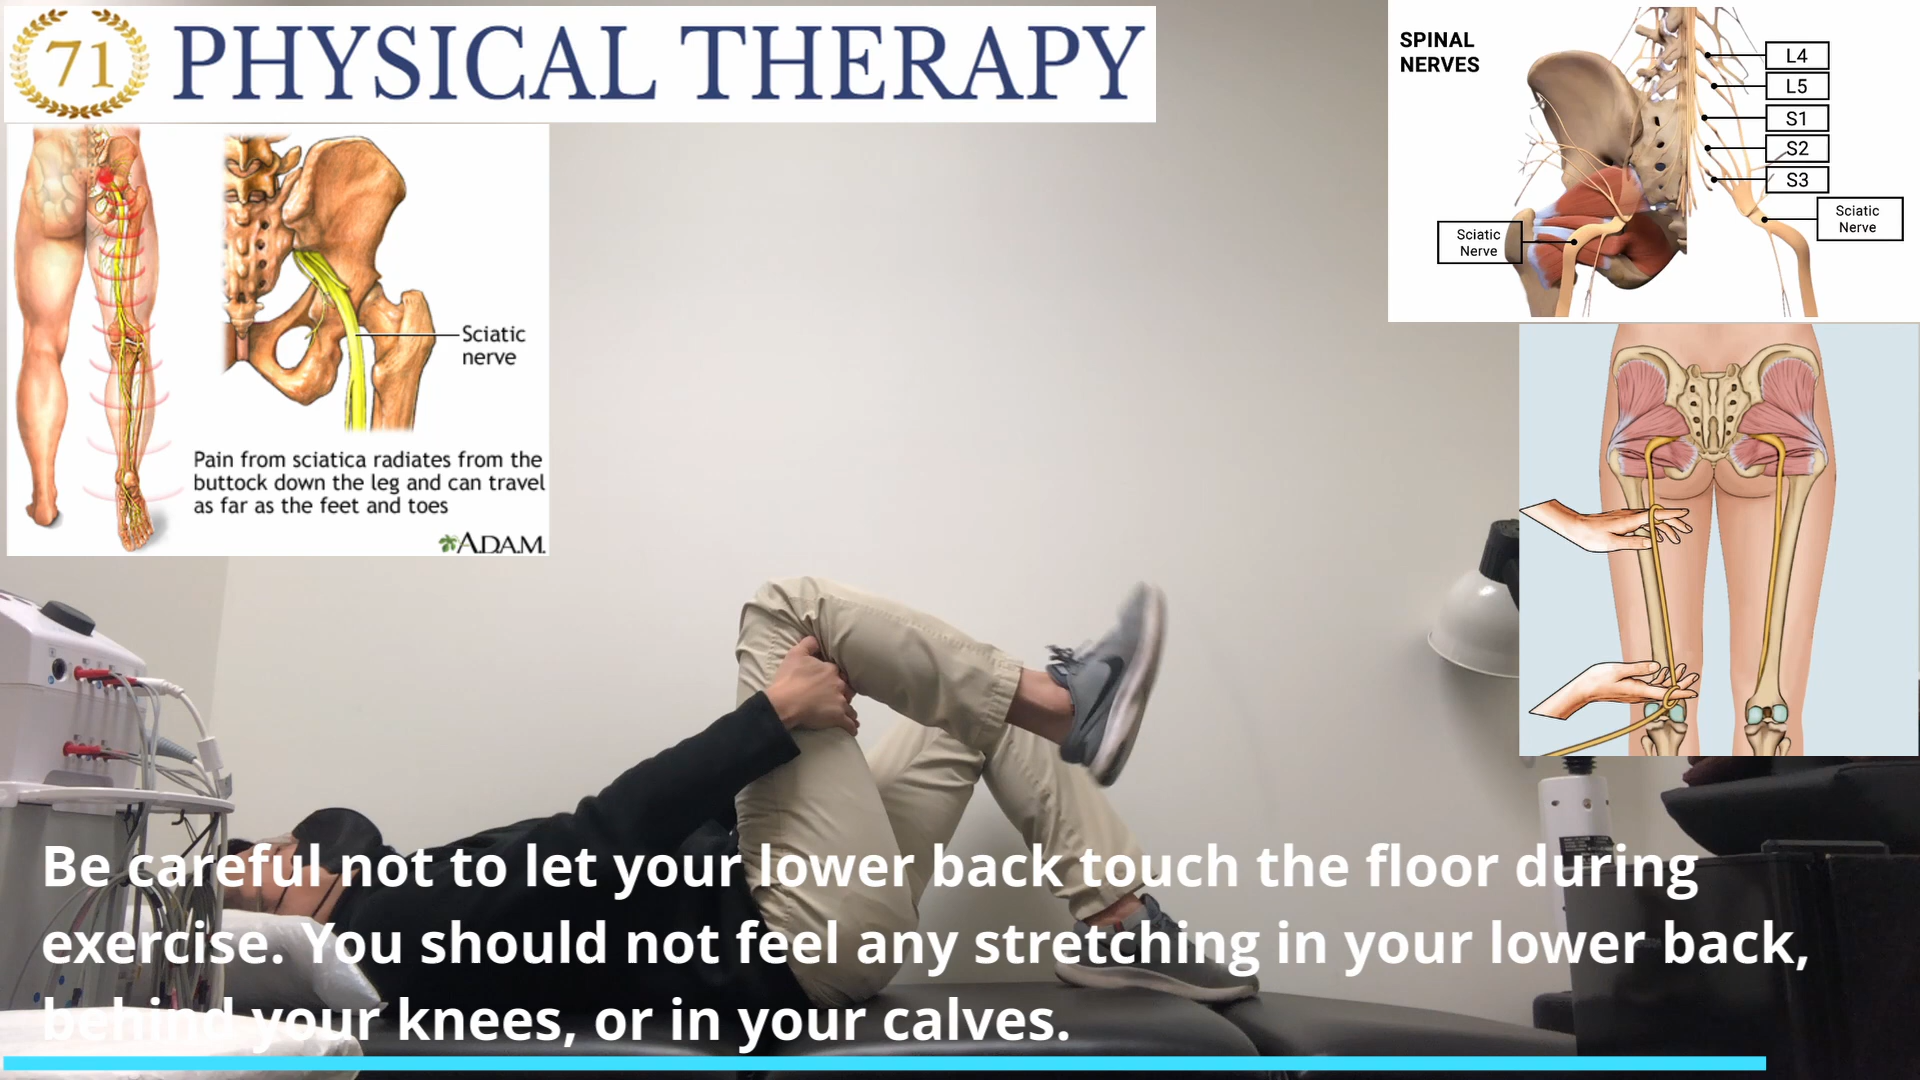 71 PHYSICAL THERAPY
Sciatic
nerve
Pain from sciatica radiates from the
buttock down the leg and can travel
as far as the feet and toes
A.D.A.M.
SPINAL
NERVES
L4
L5
S1
S2
S3
Sciatic
Nerve
Sciatic
Nerve
Be careful not to let your lower back touch the floor during
exercise. You should not feel any stretching in your lower back,
behind your knees, or in your calves.